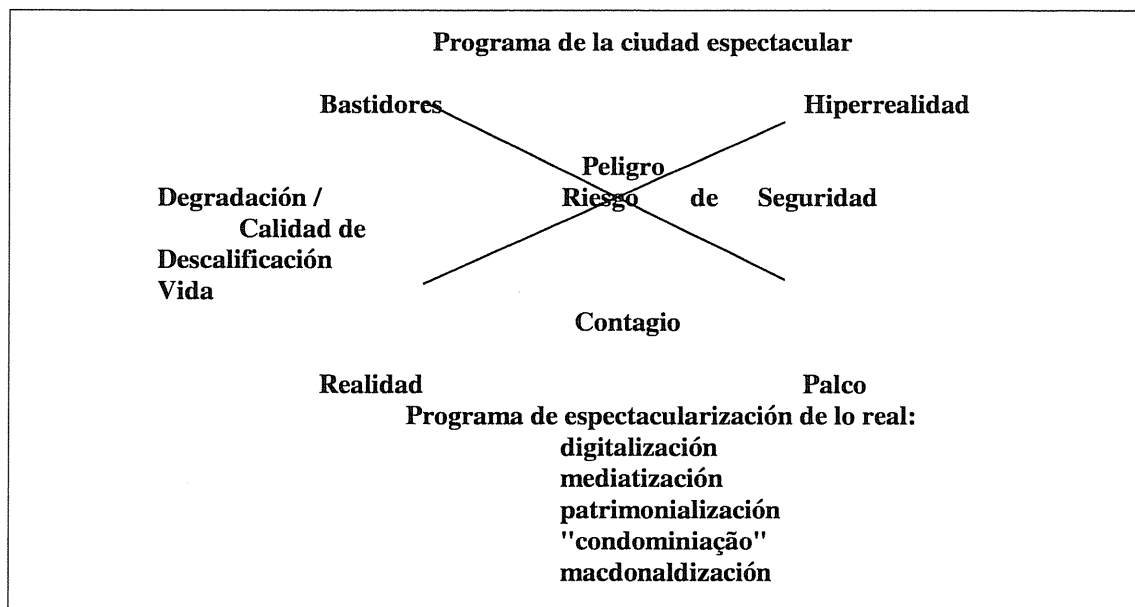 Programa de la ciudad espectacular
Bastidores Hiperrealidad
Peligro
Degradación / Riesgo de Seguridad
Calidad de
Descalificación
Vida
Contagio
Realidad Palco
Programa de espectacularización de lo real:
digitalización
mediatización
patrimonialización
"condominiação"
macdonaldización